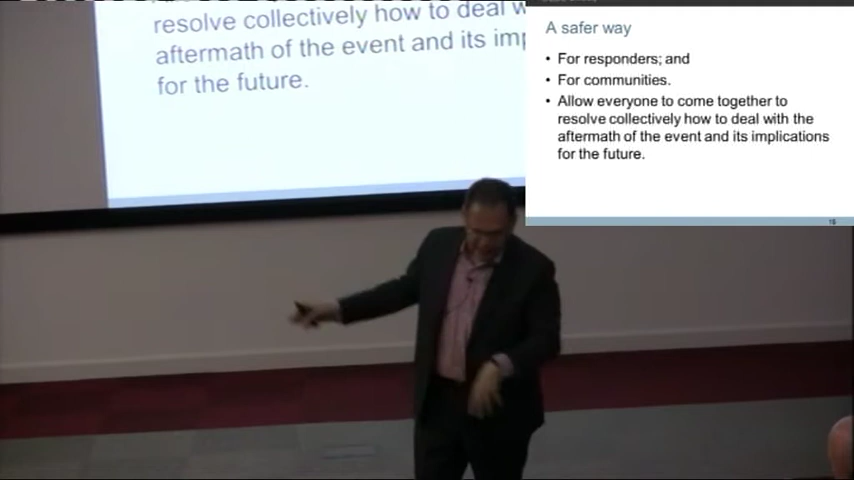 resolve collectively how to deal w
aftermath of the event and its imp
for the future.
A safer way
• For responders; and
• For communities.
• Allow everyone to come together to
resolve collectively how to deal with the
aftermath of the event and its implications
for the future.